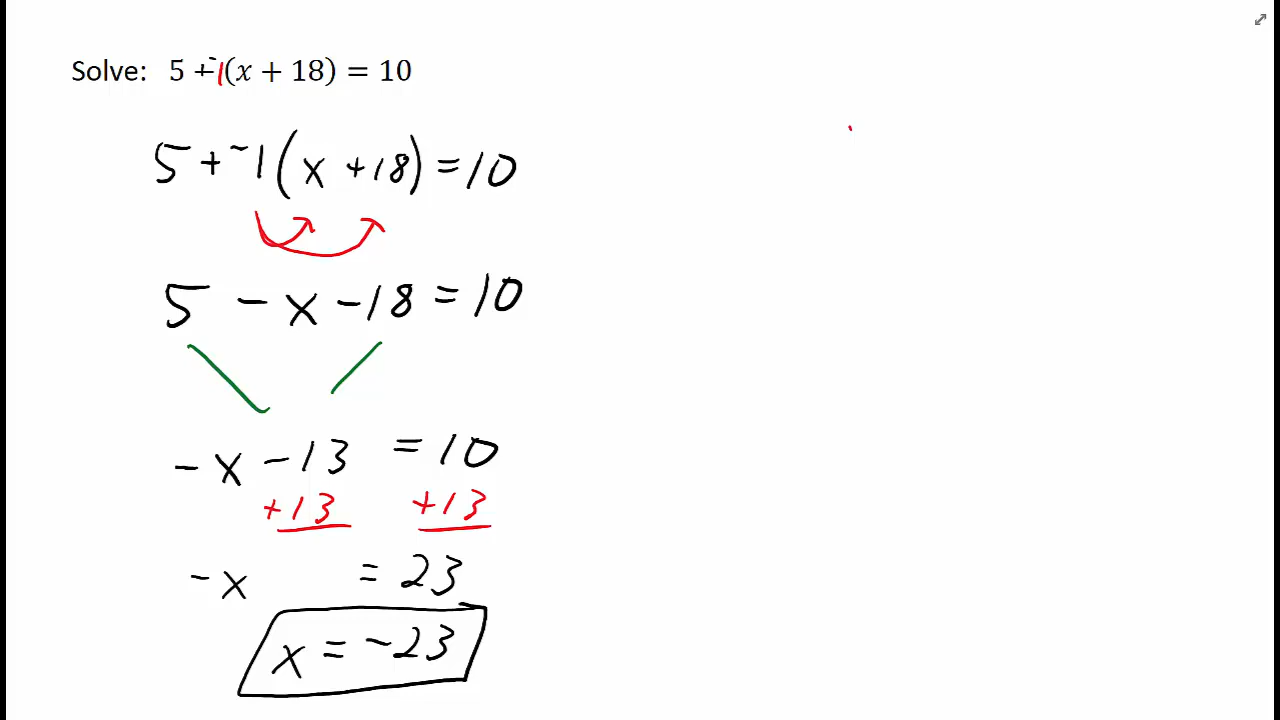 Solve: 5 + -1(x + 18) = 10
5 + -1(x + 18) = 10
5 - x - 18 = 10
-x - 13 = 10
+13 +13
-x = 23
x = -23